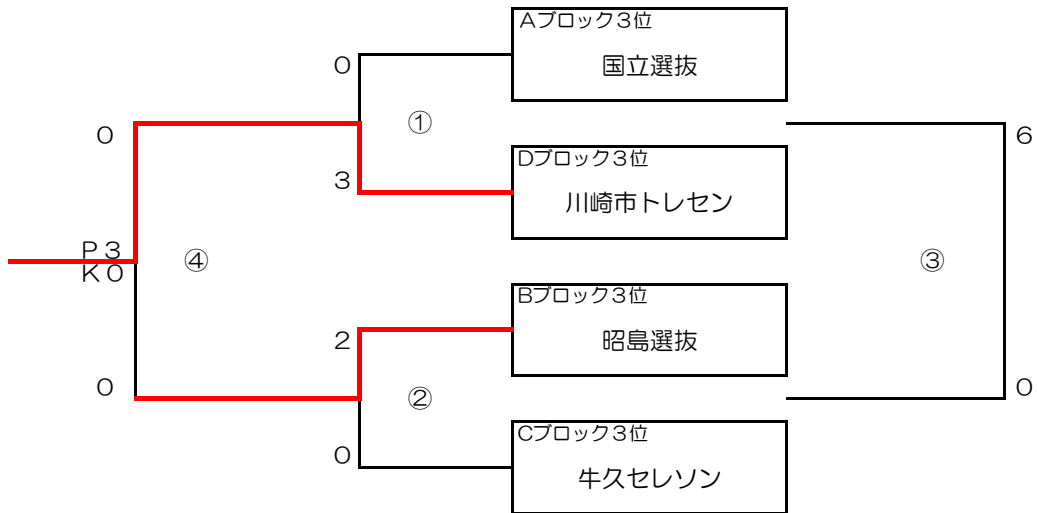 Aブロック3位
国立選抜
0
①
0
6
Dブロック3位
3
川崎市トレセン
P3
K0
④
③
Bブロック3位
2
昭島選抜
0
②
0
Cブロック3位
0
牛久セレソン